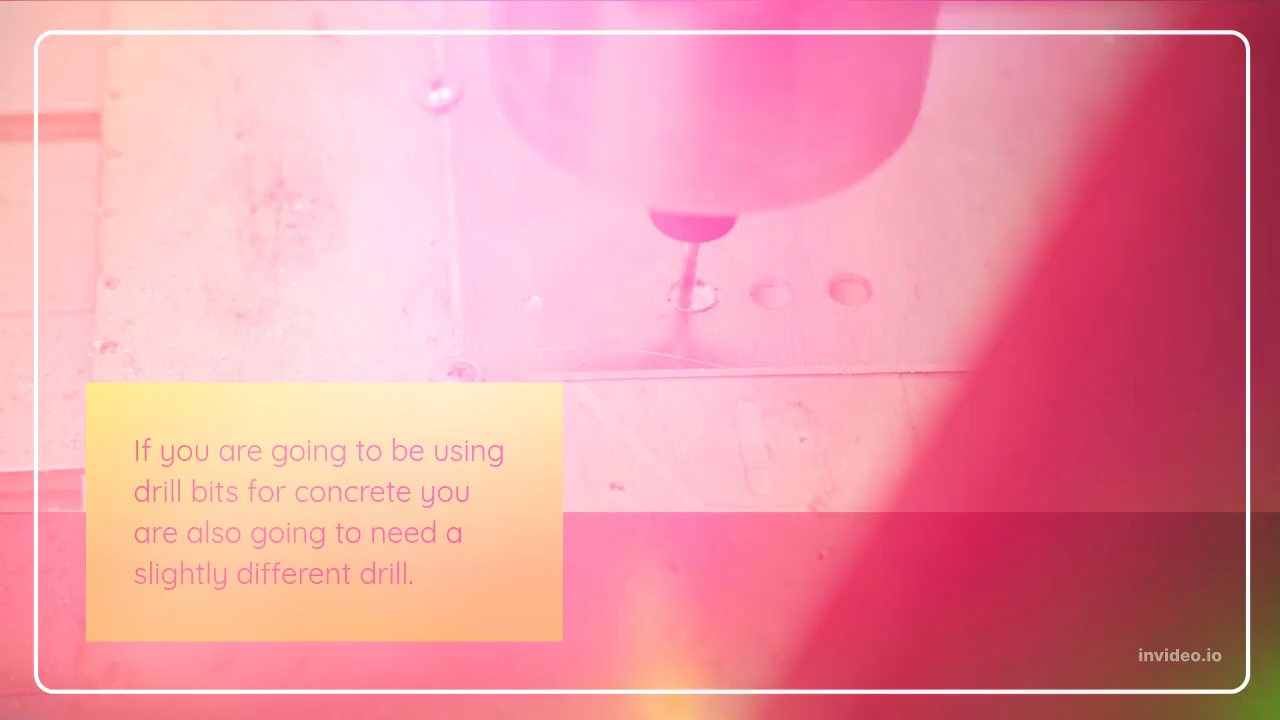 If you are going to be using
drill bits for concrete you
are also going to need a
slightly different drill.
invideo.io